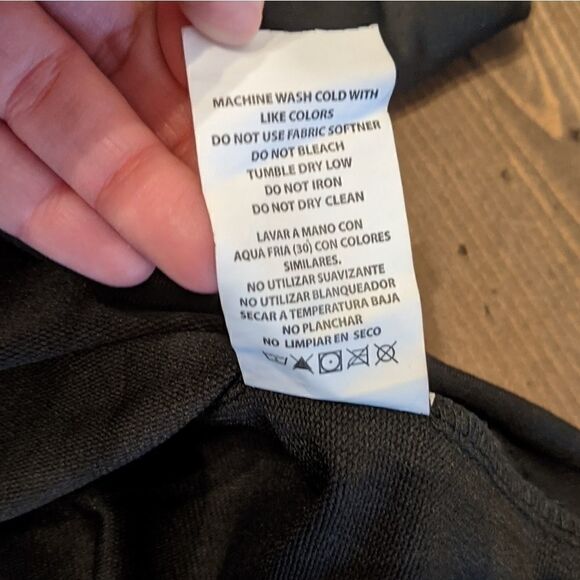 MACHINE WASH COLD WITH
LIKE COLORS
DO NOT USE FABRIC SOFTNER
DO NOT BLEACH
TUMBLE DRY LOW
DO NOT IRON
DO NOT DRY CLEAN
LAVAR A MANO CON
AQUA FRIA (30) CON COLORES
SIMILARES.
NO UTILIZAR SUAVIZANTE
NO UTILIZAR BLANQUEADOR
SECAR A TEMPERATURA BAJA
NO PLANCHAR
NO LIMPIAR EN SECO